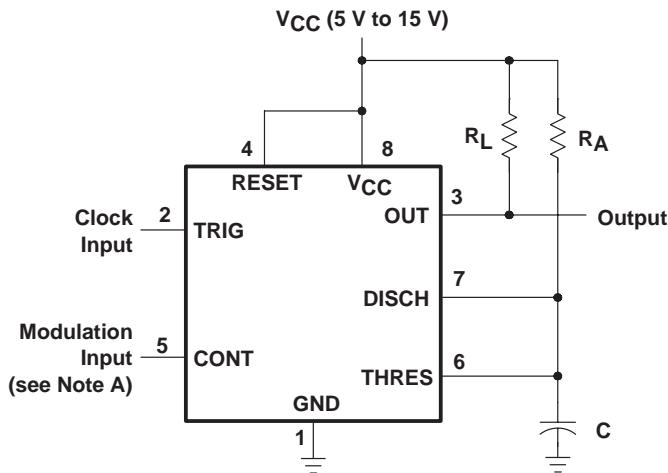 VCC (5 V to 15 V)
RL
RA
4
8
RESET
VCC
3
OUT
Output
Clock
Input
2
TRIG
7
DISCH
Modulation
Input
(see Note A)
5
CONT
6
THRES
GND
1
C